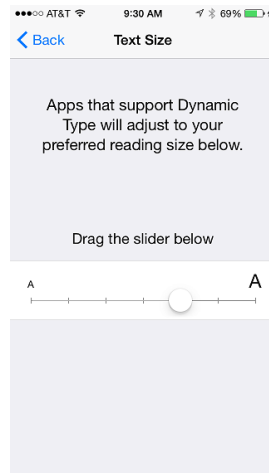 AT&T 9:30 AM 69%
Back Text Size
Apps that support Dynamic
Type will adjust to your
preferred reading size below.
Drag the slider below
A A